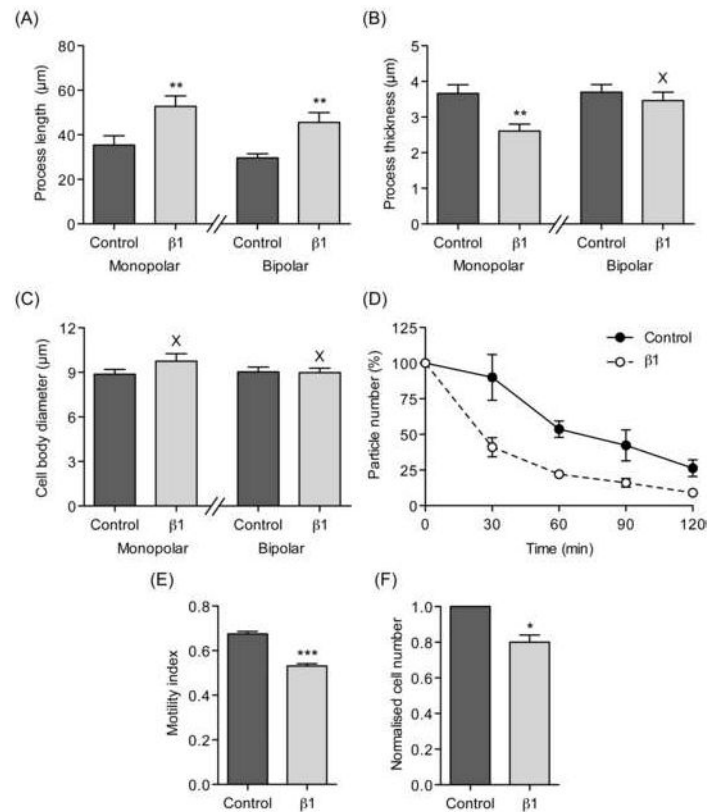 (A)
Process length (µm)
80
60
40
20
0
**
**
Control
β1
Control
β1
Monopolar
Bipolar
(B)
Process thickness (µm)
5
4
3
2
1
0
**
X
Control
β1
Control
β1
Monopolar
Bipolar
(C)
Cell body diameter (µm)
12
9
6
3
0
X
X
Control
β1
Control
β1
Monopolar
Bipolar
(D)
Particle number (%)
125
100
75
50
25
0
Control
β1
0
30
60
90
120
Time (min)
(E)
Motility index
0.8
0.6
0.4
0.2
0.0
***
Control
β1
(F)
Normalised cell number
1.0
0.8
0.6
0.4
0.2
0.0
*
Control
β1